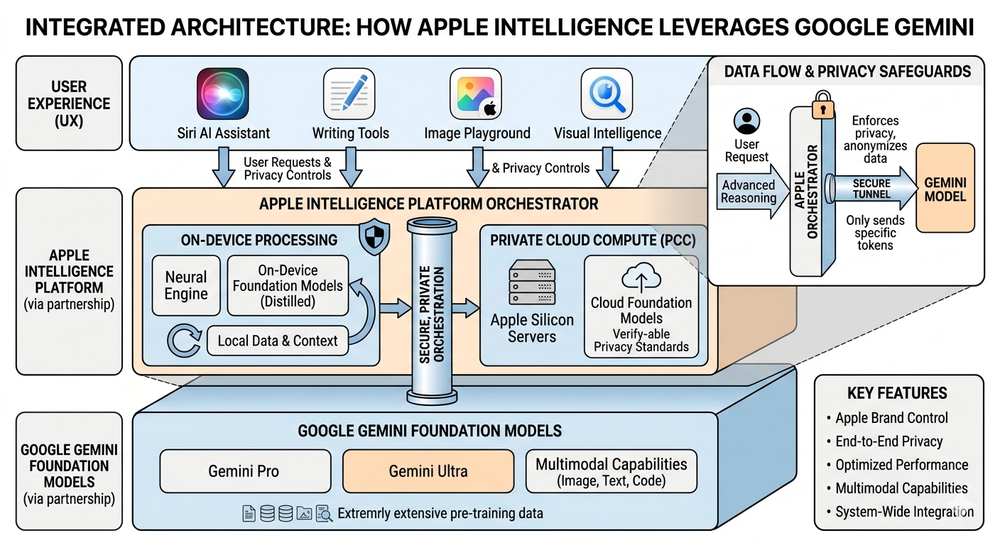 INTEGRATED ARCHITECTURE: HOW APPLE INTELLIGENCE LEVERAGES GOOGLE GEMINI
USER
EXPERIENCE
(UX)
Siri AI Assistant
Writing Tools
Image Playground
Visual Intelligence
User Requests &
Privacy Controls
& Privacy Controls
DATA FLOW & PRIVACY SAFEGUARDS
User
Request
Advanced
Reasoning
APPLE
ORCHESTRATOR
Enforces
privacy,
anonymizes
data
SECURE
TUNNEL
Only sends
specific
tokens
GEMINI
MODEL
APPLE
INTELLIGENCE
PLATFORM
(via partnership)
APPLE INTELLIGENCE PLATFORM ORCHESTRATOR
ON-DEVICE PROCESSING
Neural
Engine
On-Device
Foundation Models
(Distilled)
Local Data & Context
SECURE, PRIVATE
ORCHESTRATION
PRIVATE CLOUD COMPUTE (PCC)
Apple Silicon
Servers
Cloud Foundation
Models
Verify-able
Privacy Standards
GOOGLE GEMINI
FOUNDATION
MODELS
(via partnership)
GOOGLE GEMINI FOUNDATION MODELS
Gemini Pro
Gemini Ultra
Multimodal Capabilities
(Image, Text, Code)
Extremrly extensive pre-training data
KEY FEATURES
• Apple Brand Control
• End-to-End Privacy
• Optimized Performance
• Multimodal Capabilities
• System-Wide Integration